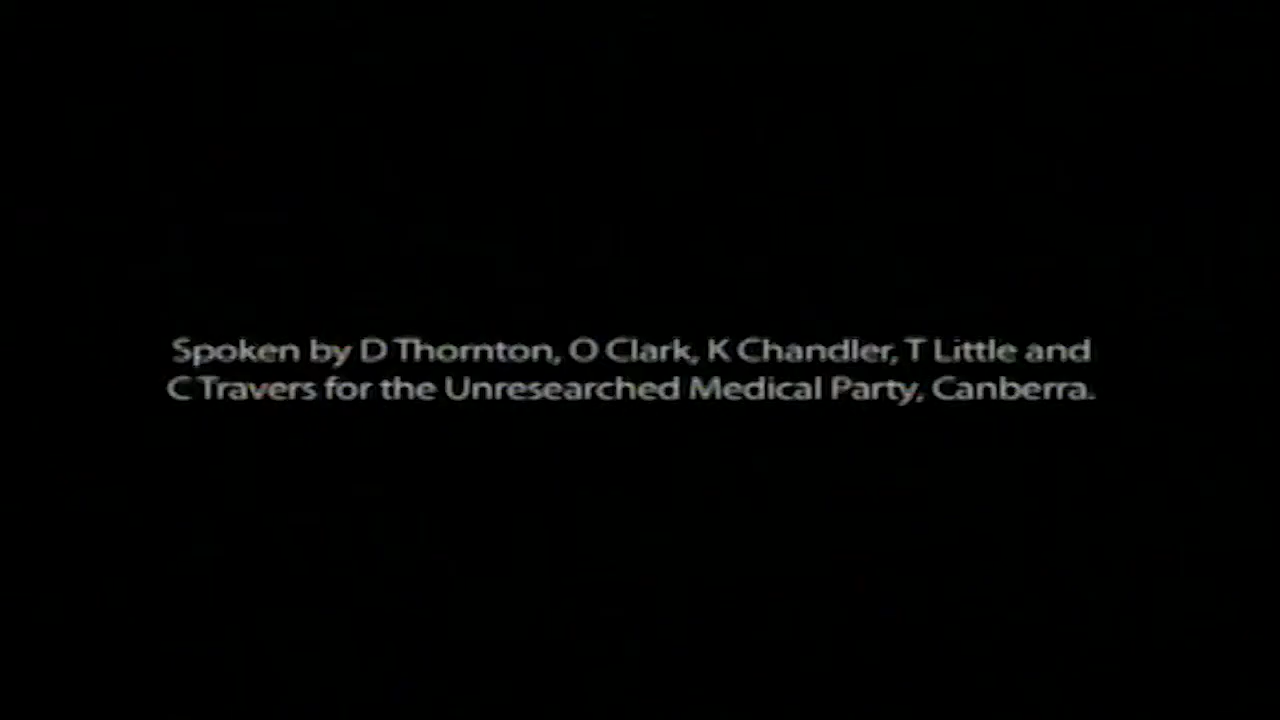 Spoken by D Thornton, O Clark, K Chandler, T Little and
C Travers for the Unresearched Medical Party, Canberra.